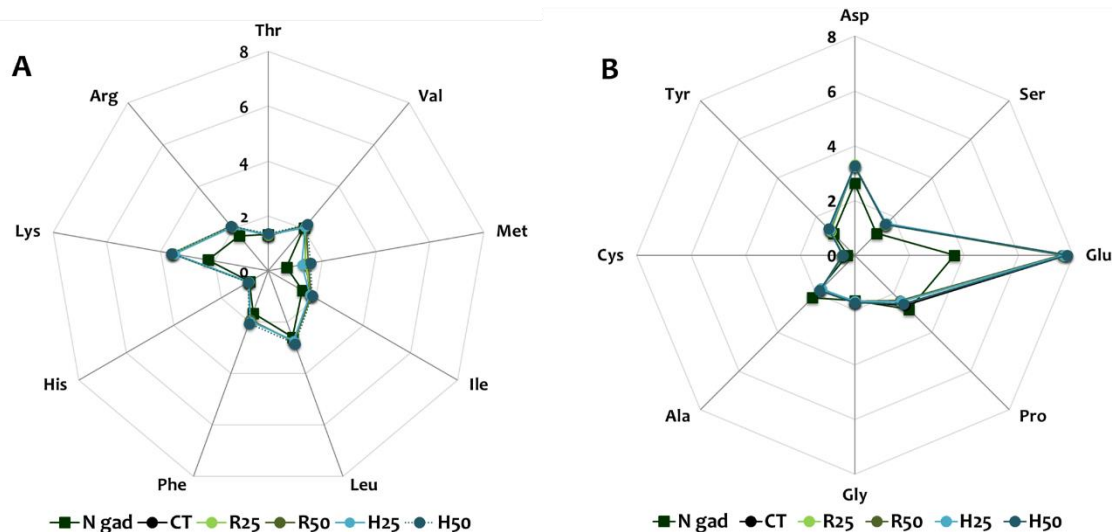 A
Thr
Val
Met
Ile
Leu
Phe
His
Lys
Arg
8
6
4
2
0
N gad CT R25 R50 H25 H50
B
Asp
Ser
Glu
Pro
Gly
Ala
Cys
Tyr
8
6
4
2
0
N gad CT R25 R50 H25 H50